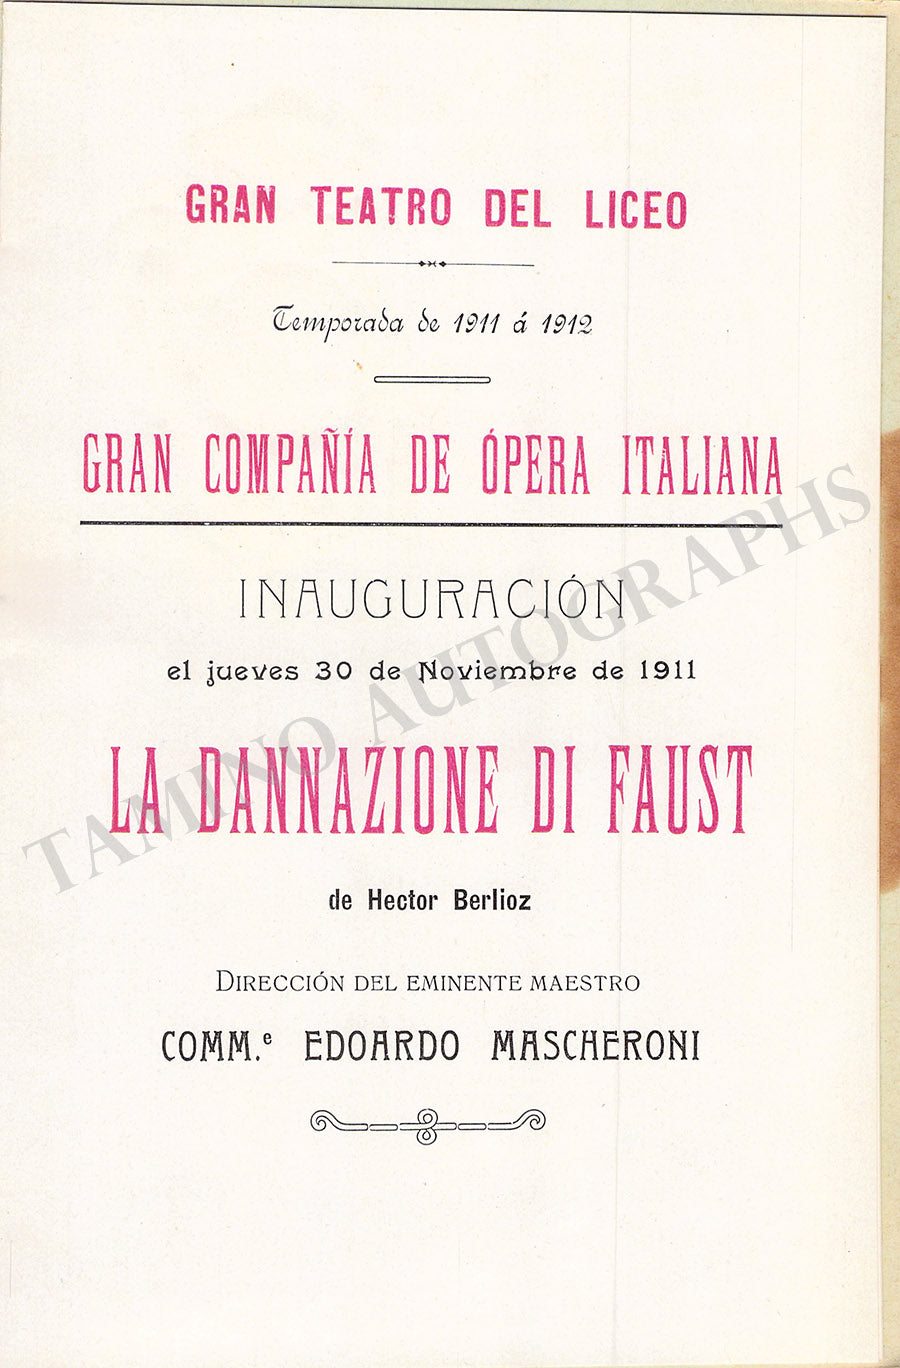 GRAN TEATRO DEL LICEO
Temporada de 1911 á 1912
GRAN COMPAÑÍA DE ÓPERA ITALIANA
INAUGURACIÓN
el jueves 30 de Noviembre de 1911
LA DANNAZIONE DI FAUST
de Hector Berlioz
DIRECCIÓN DEL EMINENTE MAESTRO
COMM.e EDOARDO MASCHERONI
TAMINO AUTOGRAPHS